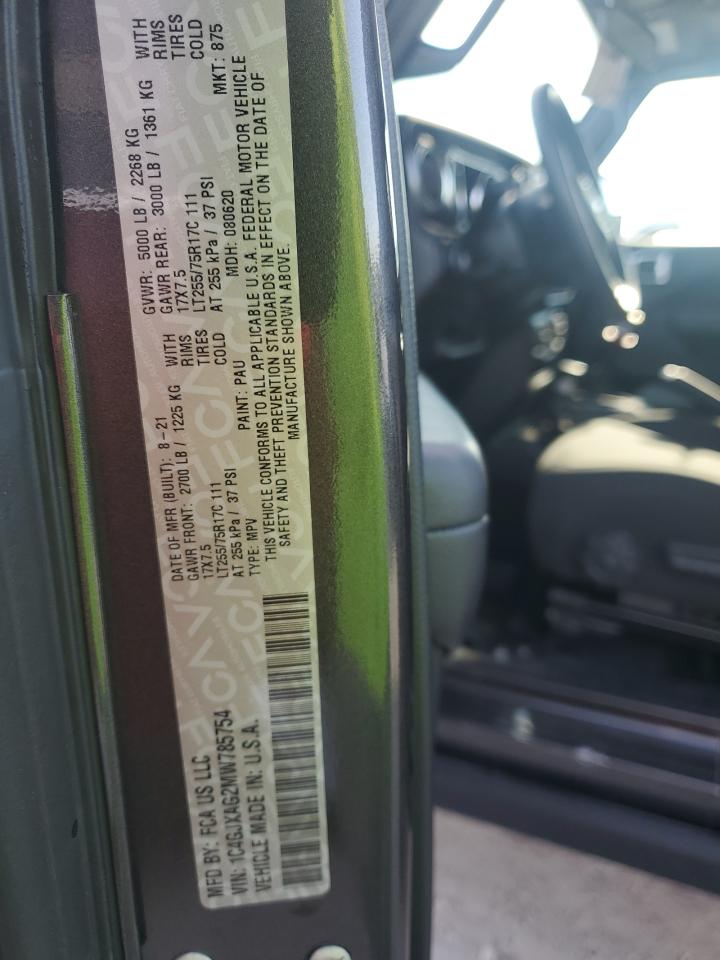 MFD BY: FCA US LLC
DATE OF MFR (BUILT): 8-21
GVWR: 5000 LB / 2268 KG
GAWR FRONT: 2700 LB / 1225 KG WITH
GAWR REAR: 3000 LB / 1361 KG WITH
17X7.5 RIMS
17X7.5 RIMS
LT255/75R17C 111 TIRES
LT255/75R17C 111 TIRES
AT 255 kPa / 37 PSI COLD
AT 255 kPa / 37 PSI COLD
VIN: 1C4GJXAG2MW785754
TYPE: MPV PAINT: PAU MDH: 080620 MKT: 875
VEHICLE MADE IN: U.S.A.
THIS VEHICLE CONFORMS TO ALL APPLICABLE U.S.A. FEDERAL MOTOR VEHICLE
SAFETY AND THEFT PREVENTION STANDARDS IN EFFECT ON THE DATE OF
MANUFACTURE SHOWN ABOVE.